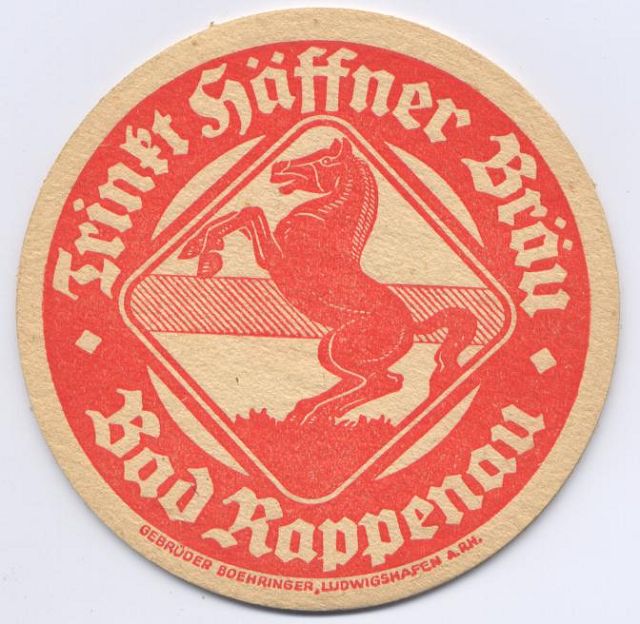 Trinkt Häffner Bräu
Bad Rappenau
GEBRÜDER BOEHRINGER, LUDWIGSHAFEN A.RH.